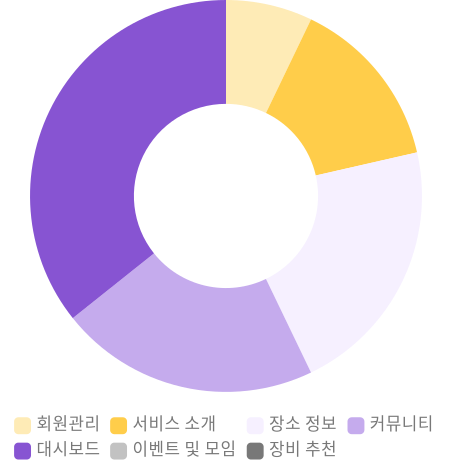 회원관리 서비스 소개 장소 정보 커뮤니티
대시보드 이벤트 및 모임 장비 추천